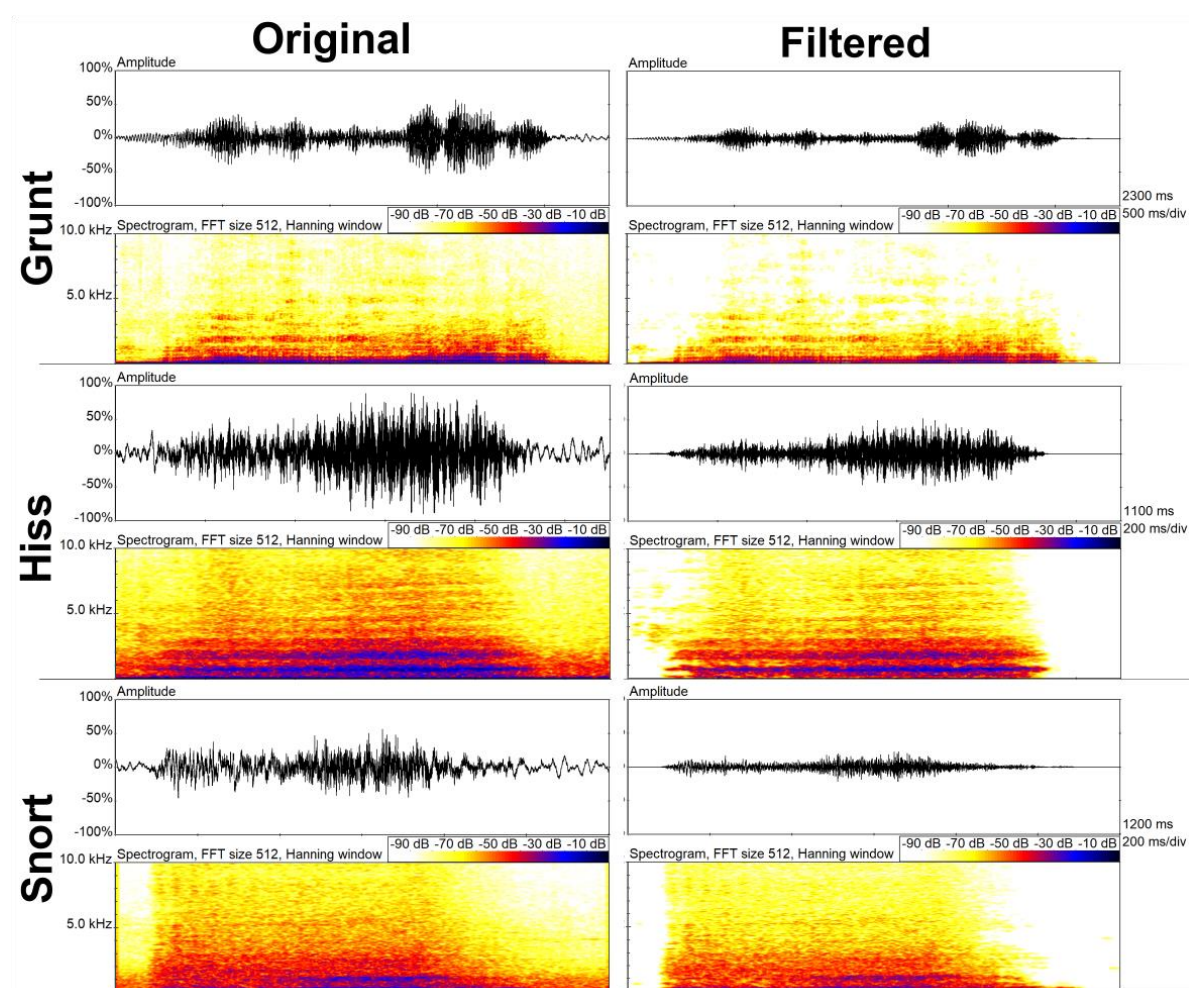 Original
Filtered
Grunt
Amplitude
100%
50%
0%
-50%
-100%
Amplitude
2300 ms
500 ms/div
Spectrogram, FFT size 512, Hanning window
-90 dB -70 dB -50 dB -30 dB -10 dB
10.0 kHz
5.0 kHz
Spectrogram, FFT size 512, Hanning window
-90 dB -70 dB -50 dB -30 dB -10 dB
Hiss
Amplitude
100%
50%
0%
-50%
-100%
Amplitude
1100 ms
200 ms/div
Spectrogram, FFT size 512, Hanning window
-90 dB -70 dB -50 dB -30 dB -10 dB
10.0 kHz
5.0 kHz
Spectrogram, FFT size 512, Hanning window
-90 dB -70 dB -50 dB -30 dB -10 dB
Snort
Amplitude
100%
50%
0%
-50%
-100%
Amplitude
1200 ms
200 ms/div
Spectrogram, FFT size 512, Hanning window
-90 dB -70 dB -50 dB -30 dB -10 dB
10.0 kHz
5.0 kHz
Spectrogram, FFT size 512, Hanning window
-90 dB -70 dB -50 dB -30 dB -10 dB